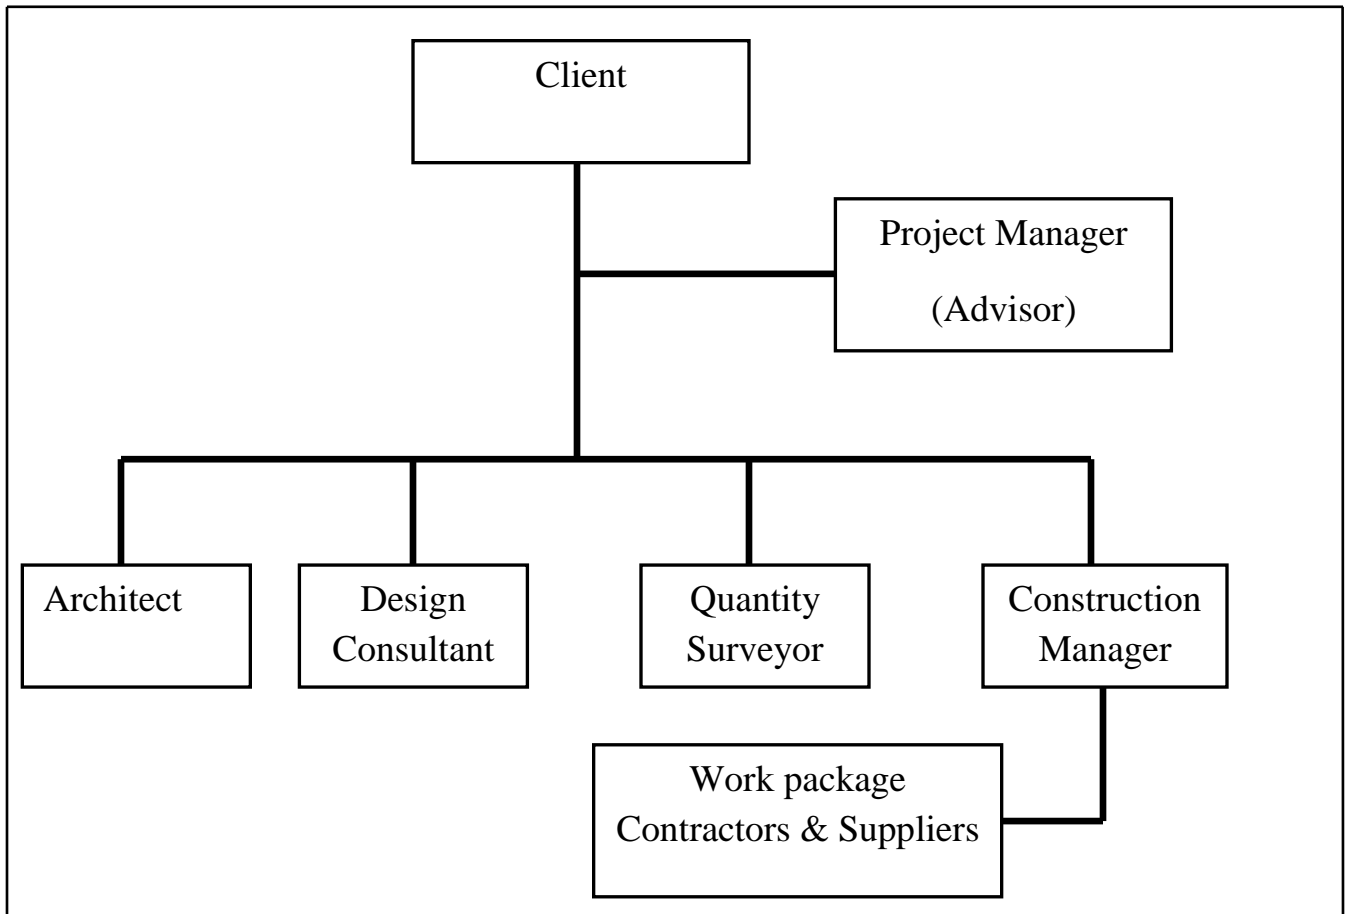 Client
Project Manager
(Advisor)
Architect
Design
Consultant
Quantity
Surveyor
Construction
Manager
Work package
Contractors & Suppliers